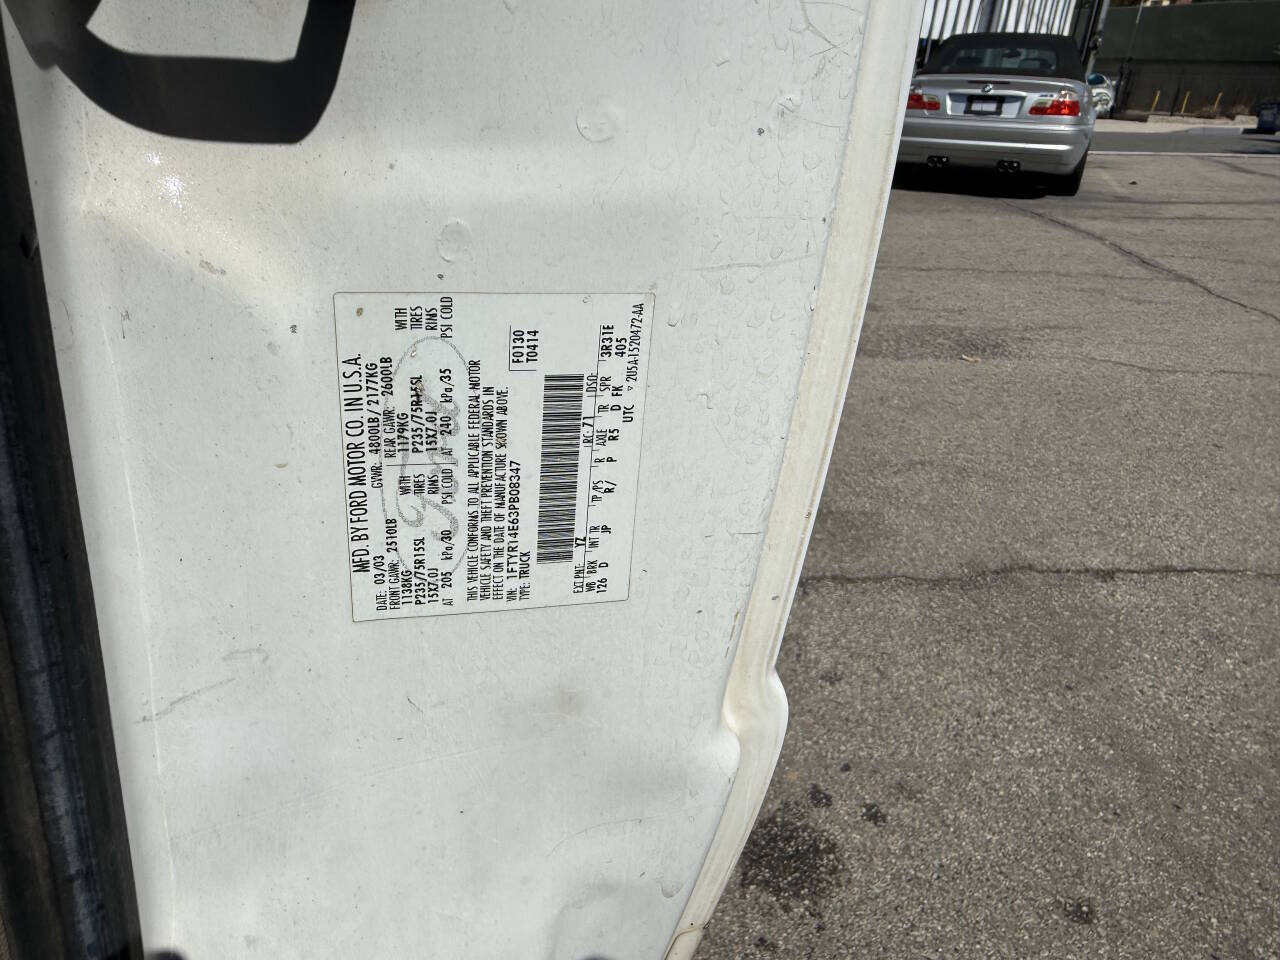 MFD. BY FORD MOTOR CO. IN U.S.A.
DATE: 03/03 GVWR: 4800LB/2177KG
FRONT GAWR: 2510LB REAR GAWR: 2600LB
1138KG WITH 1179KG WITH
P235/75R15SL TIRES P235/75R15SL TIRES
15X7.0J RIMS 15X7.0J RIMS
AT 205 kPa/30 PSI COLD AT 240 kPa/35 PSI COLD
THIS VEHICLE CONFORMS TO ALL APPLICABLE FEDERAL MOTOR
VEHICLE SAFETY AND THEFT PREVENTION STANDARDS IN
EFFECT ON THE DATE OF MANUFACTURE SHOWN ABOVE.
VIN: 1FTYR14E63PB08347
TYPE: TRUCK
F0130
T0414
EXT PNT: YZ RC: 71 DSO:
WB BRK INT TR TP/PS R AXLE TR SPR
126 D JP R/ P R5 D FK 3R31E
405
UTC ▽ 2U5A-1520472-AA
Ford